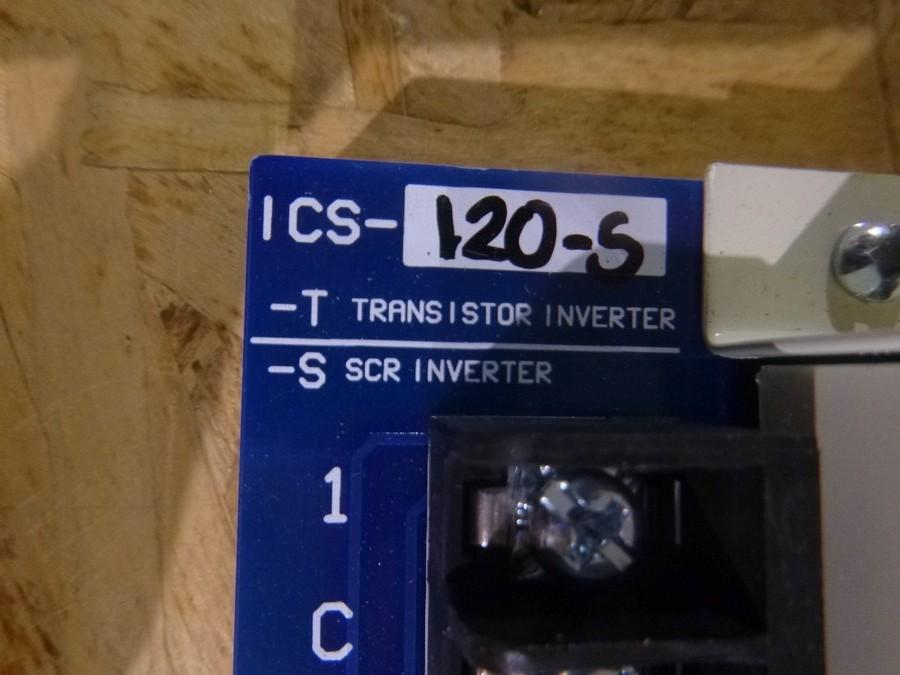 ICS-120-S
-T TRANSISTOR INVERTER
-S SCR INVERTER
1
C